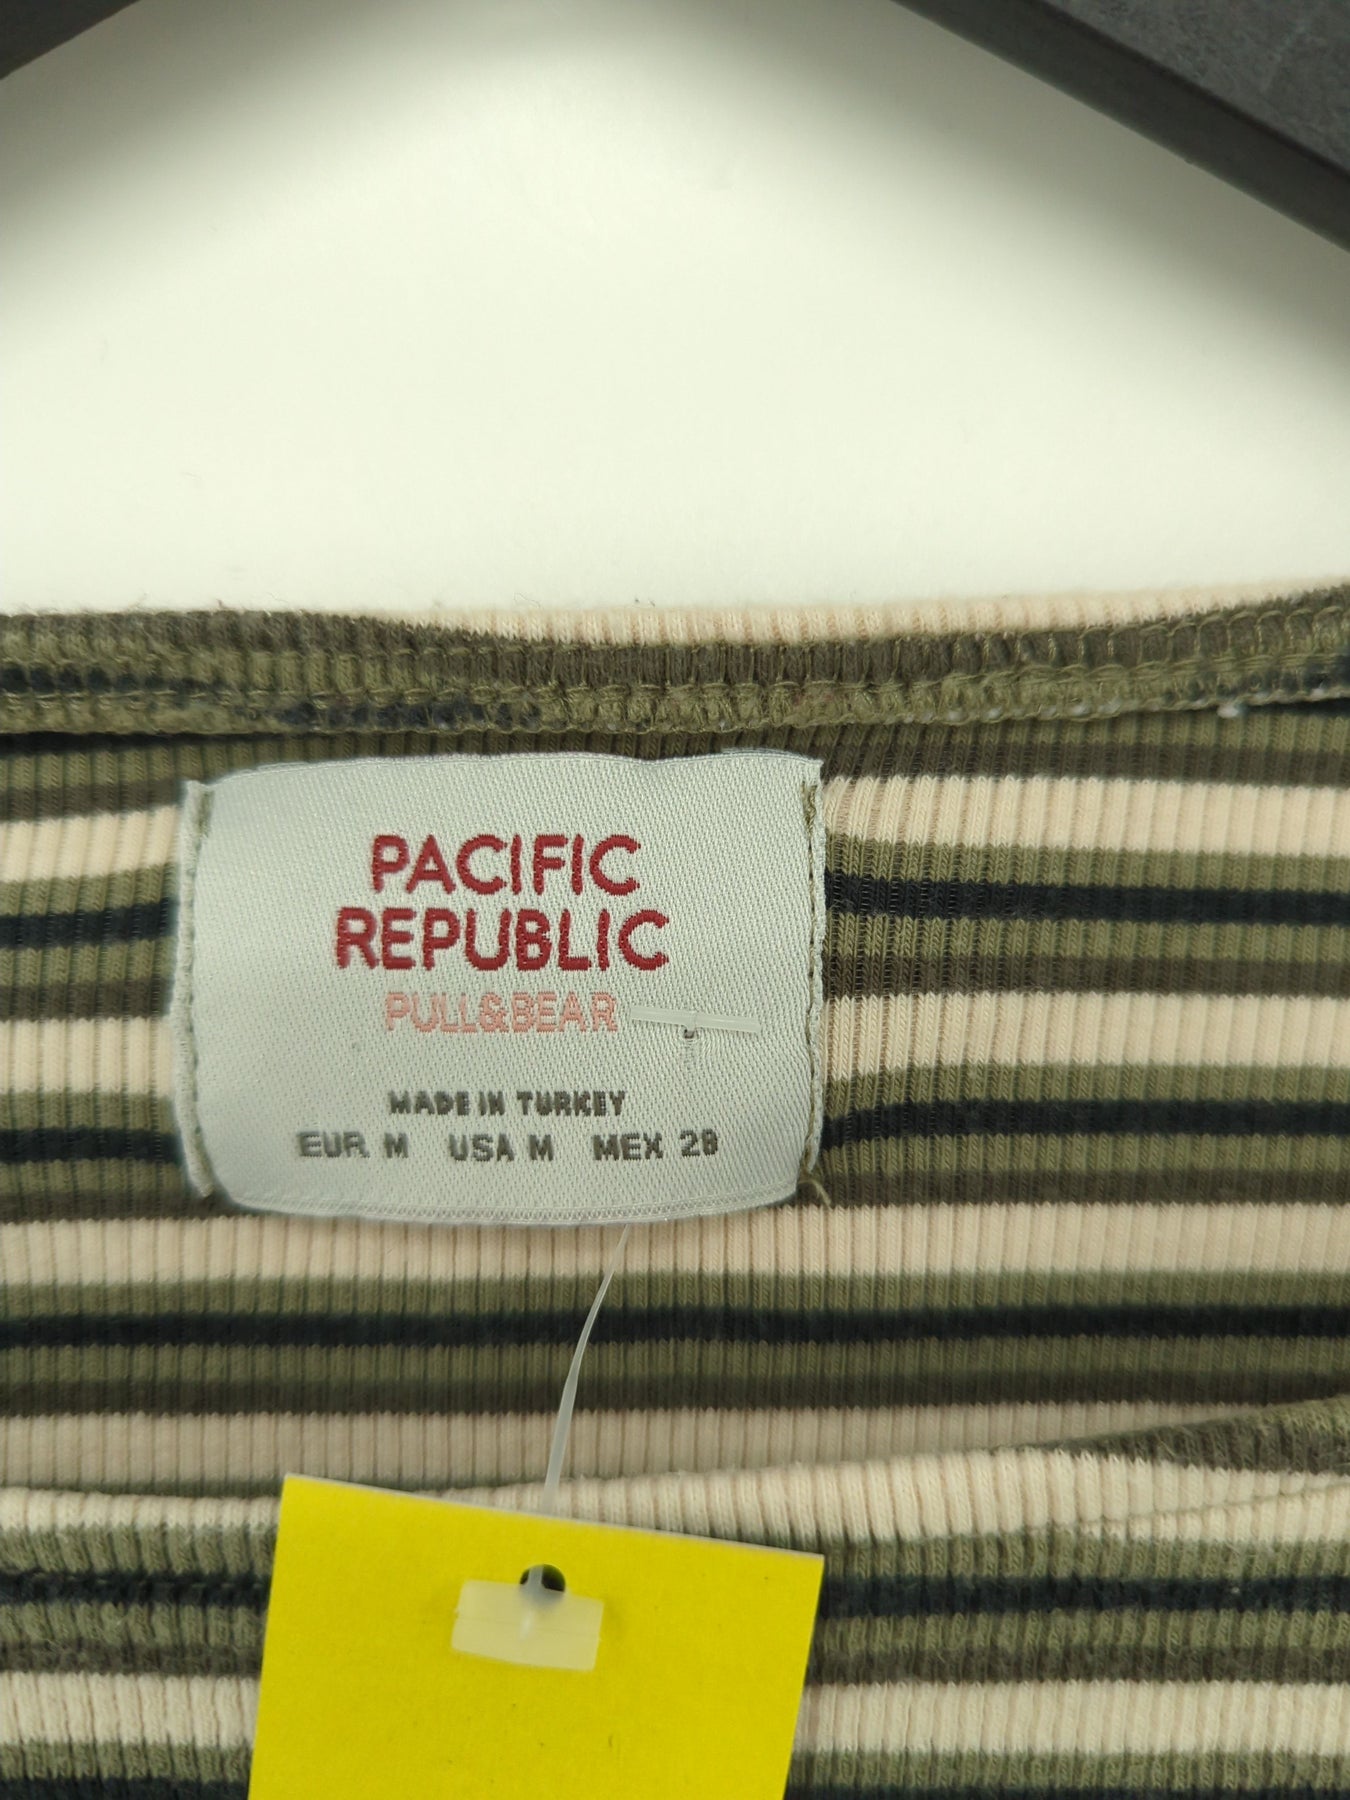 PACIFIC
REPUBLIC
PULL&BEAR
MADE IN TURKEY
EUR M USA M MEX 28